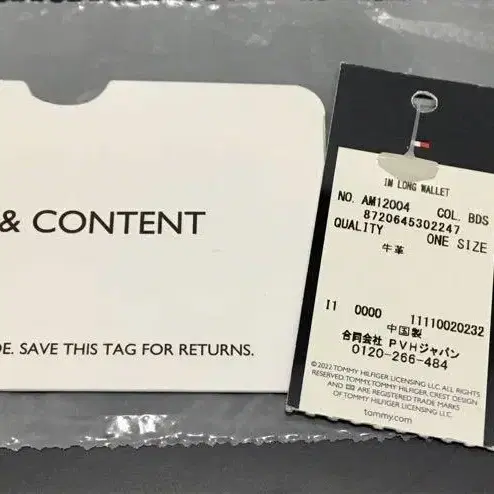 & CONTENT
DE. SAVE THIS TAG FOR RETURNS.
IM LONG WALLET
NO. AM12004 COL. BDS
8720645302247
QUALITY ONE SIZE
牛革
I1 0000 11110020232
中国製
合同会社 PVHジャパン
0120-266-484
©2022 TOMMY HILFIGER LICENSING LLC. ALL RIGHTS
RESERVED. TOMMY, TOMMY HILFIGER, CREST DESIGN
AND ARE REGISTERED TRADE MARKS
OF TOMMY HILFIGER LICENSING LLC.
tommy.com